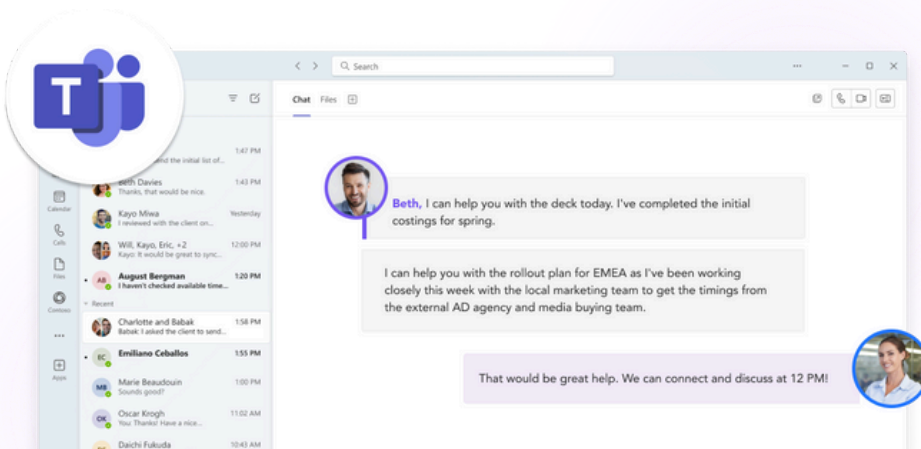 T
Search
Chat Files
1:47 PM
the initial list of...
Calendar
Calls
Files
Contoso
Apps
Beth Davies 1:43 PM
Thanks, that would be nice.
Kayo Miwa Yesterday
I reviewed with the client on...
Will, Kayo, Eric, +2 12:00 PM
Kayo: It would be great to sync...
AB August Bergman 1:20 PM
I haven't checked available time...
Recent
Charlotte and Babak 1:58 PM
Babak: I asked the client to send...
EC Emiliano Ceballos 1:55 PM
MB Marie Beaudouin 1:00 PM
Sounds good?
OK Oscar Krogh 11:02 AM
You: Thanks! Have a nice...
Daichi Fukuda 10:43 AM
Beth, I can help you with the deck today. I've completed the initial
costings for spring.
I can help you with the rollout plan for EMEA as I've been working
closely this week with the local marketing team to get the timings from
the external AD agency and media buying team.
That would be great help. We can connect and discuss at 12 PM!